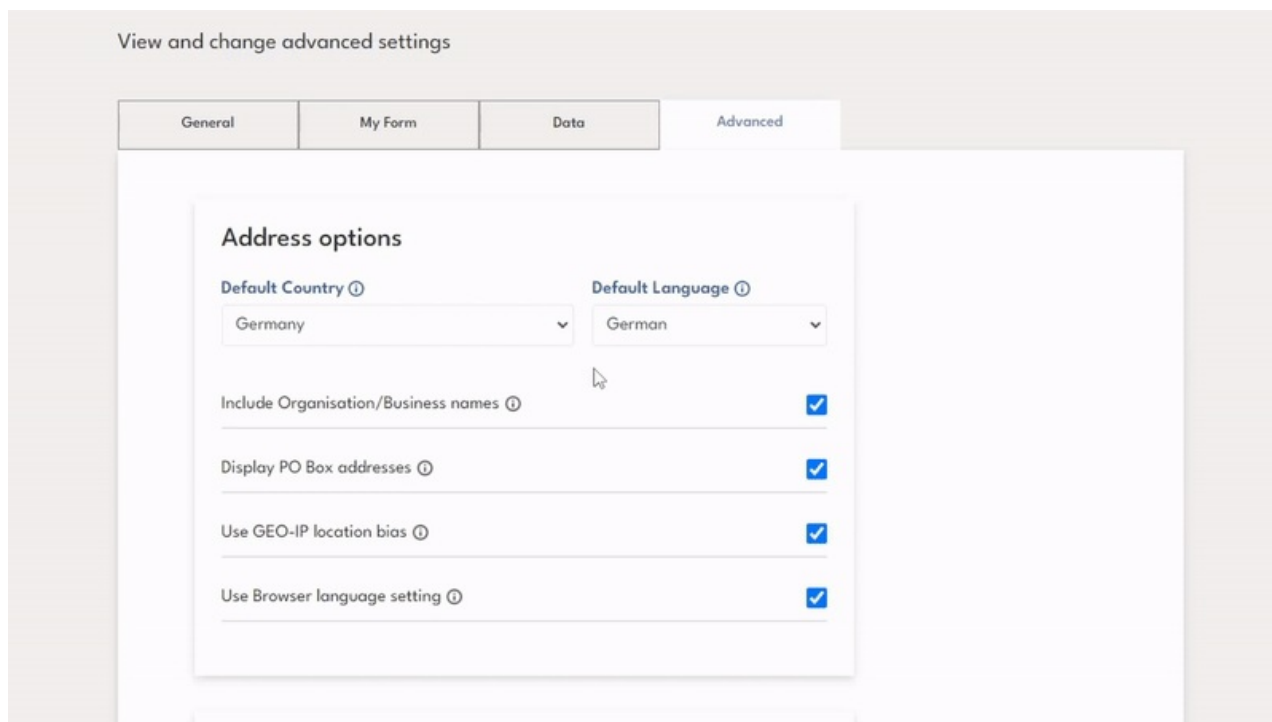 View and change advanced settings
General My Form Data Advanced
Address options
Default Country Default Language
Germany German
Include Organisation/Business names
Display PO Box addresses
Use GEO-IP location bias
Use Browser language setting